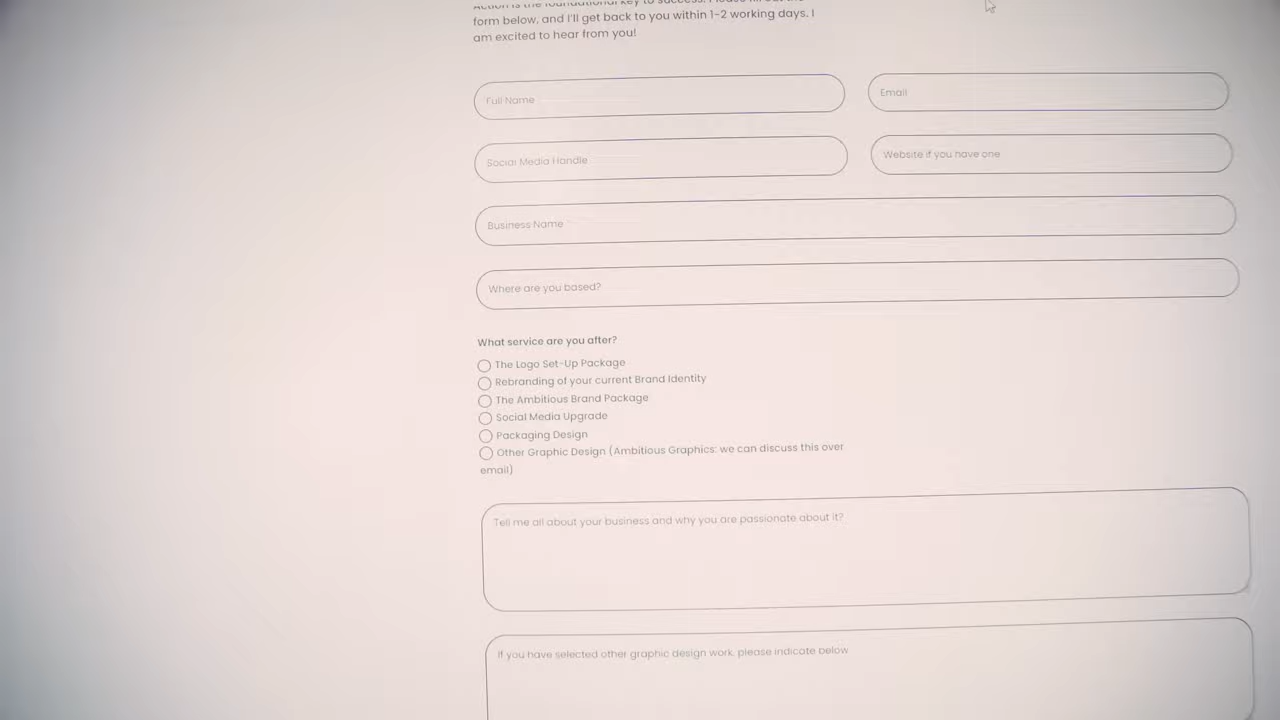 form below, and I'll get back to you within 1-2 working days. I
am excited to hear from you!
Full Name
Email
Social Media Handle
Website if you have one
Business Name
Where are you based?
What service are you after?
The Logo Set-Up Package
Rebranding of your current Brand Identity
The Ambitious Brand Package
Social Media Upgrade
Packaging Design
Other Graphic Design (Ambitious Graphics: we can discuss this over
email)
Tell me all about your business and why you are passionate about it?
If you have selected other graphic design work, please indicate below